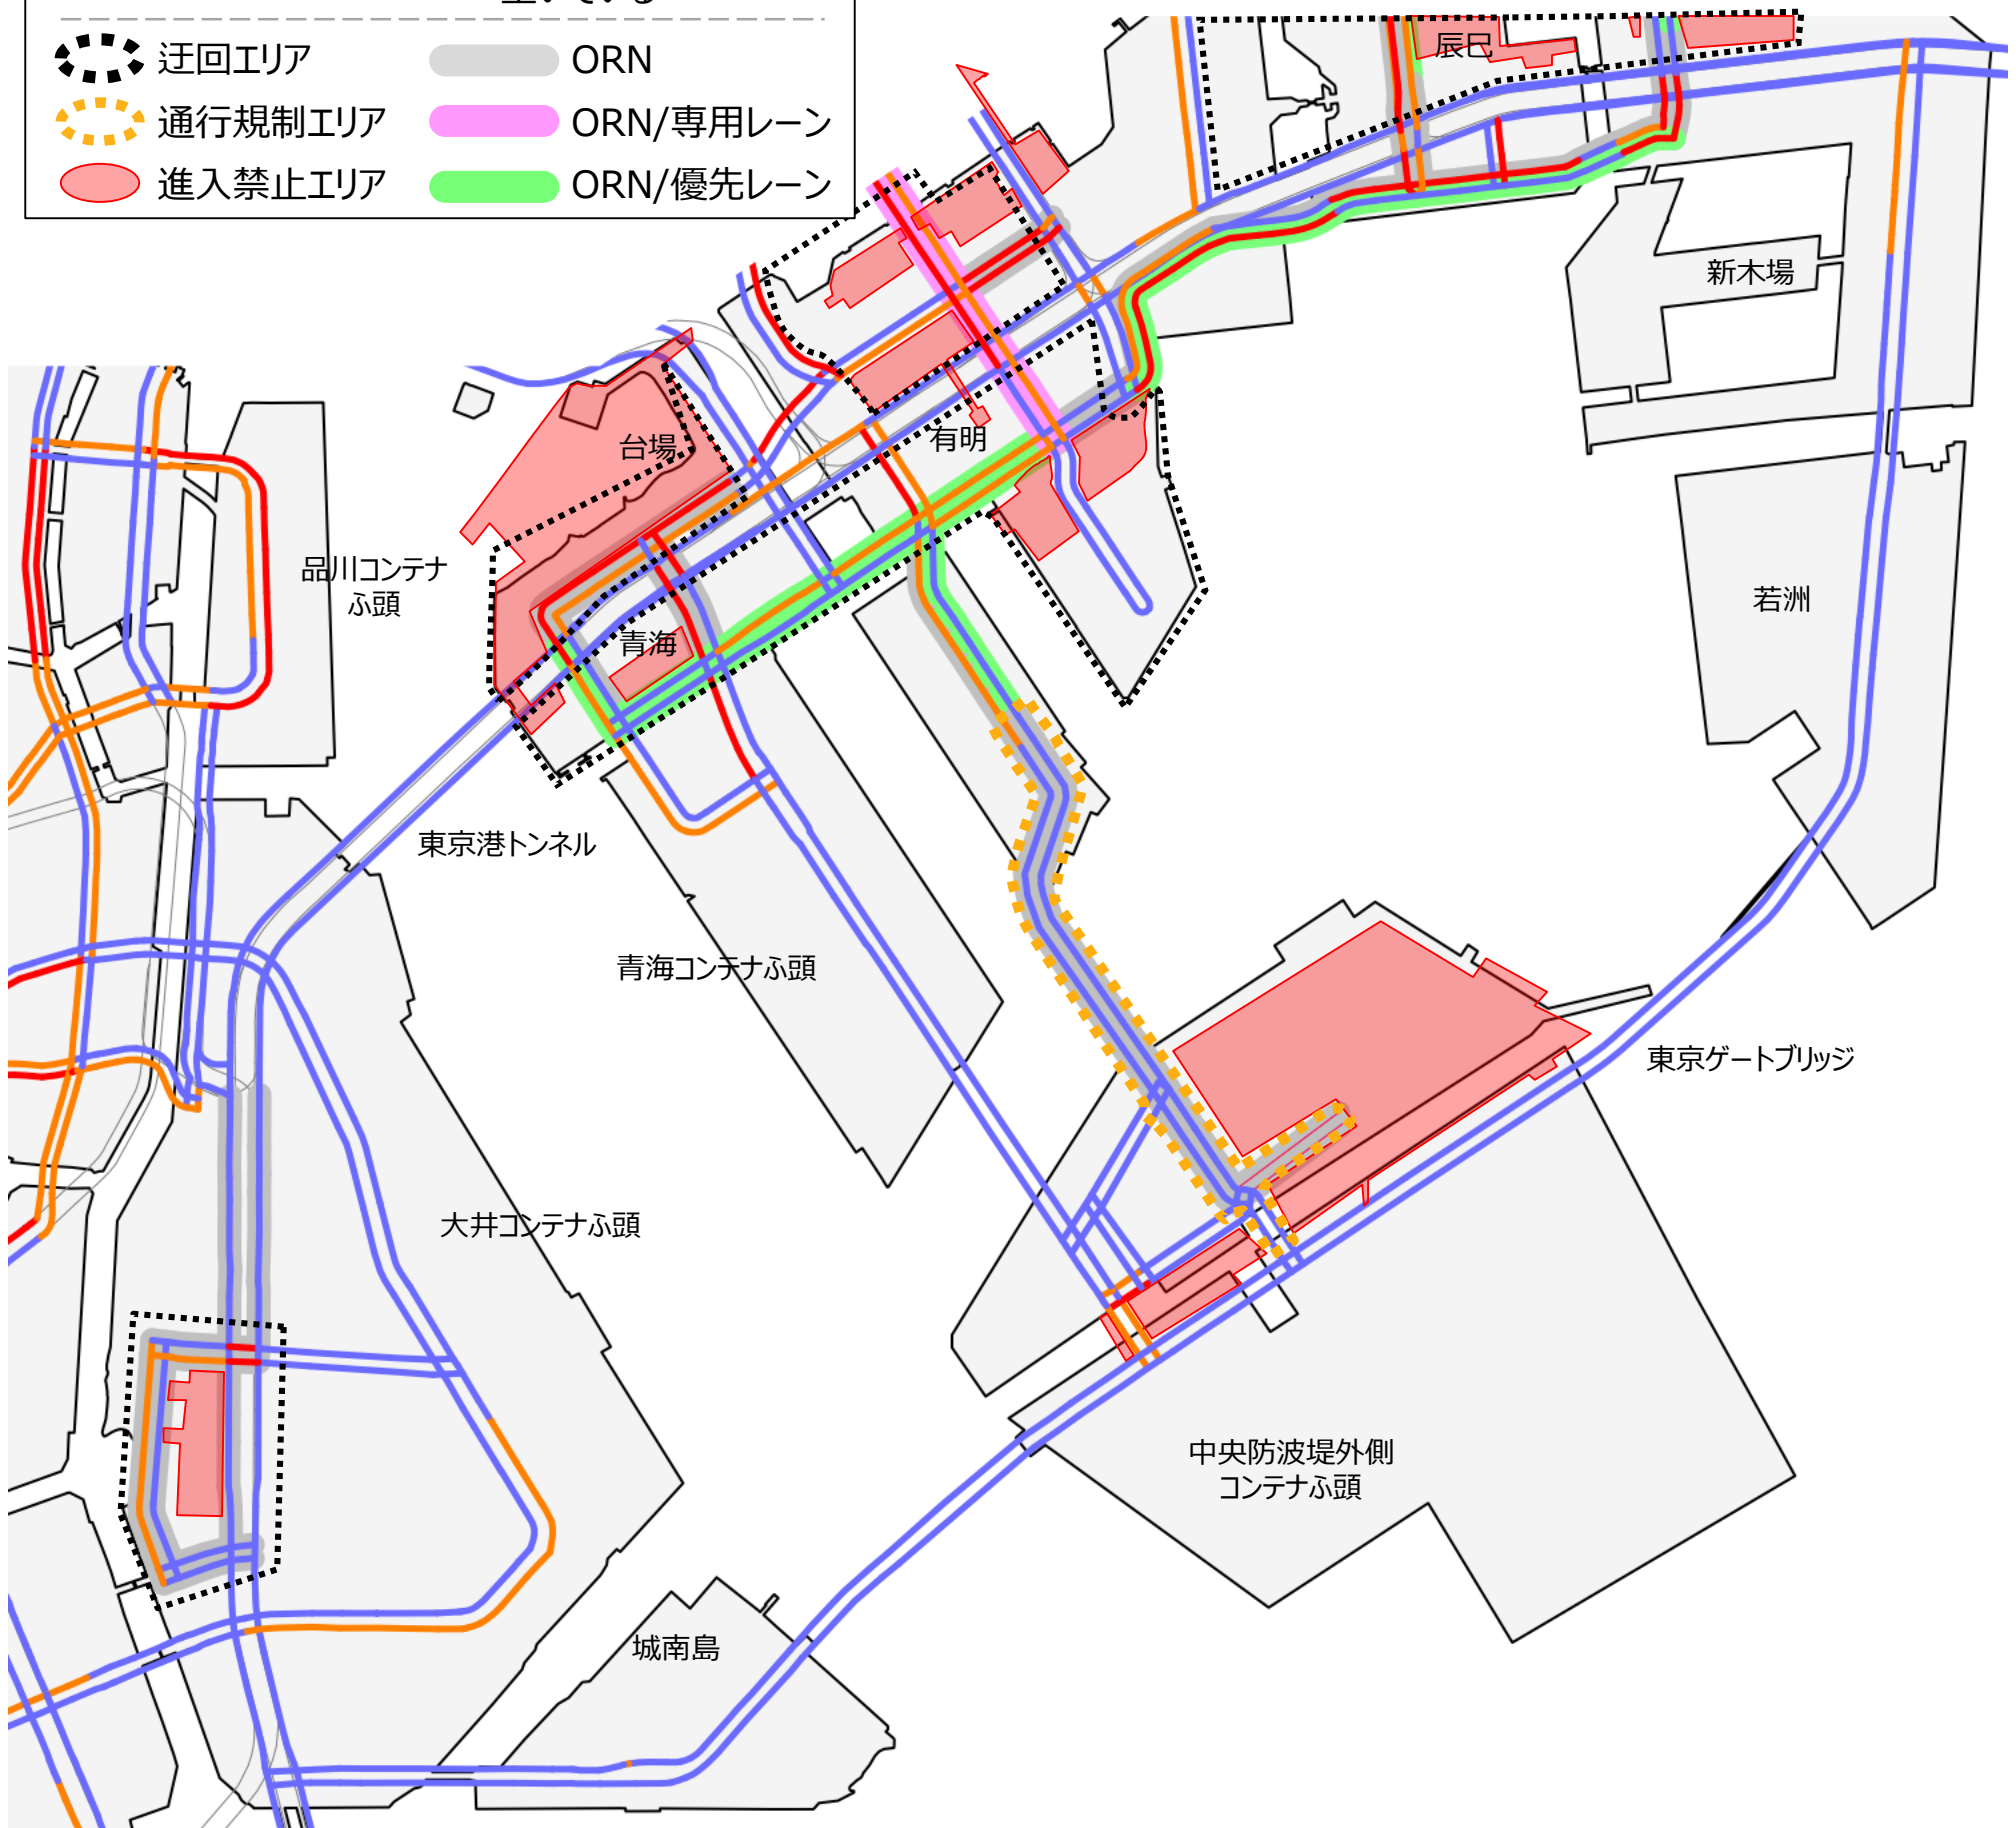 空いている
迂回エリア
ORN
通行規制エリア
ORN/専用レーン
進入禁止エリア
ORN/優先レーン
辰巳
新木場
有明
台場
品川コンテナ
ふ頭
若洲
青海
東京港トンネル
青海コンテナふ頭
東京ゲートブリッジ
大井コンテナふ頭
中央防波堤外側
コンテナふ頭
城南島